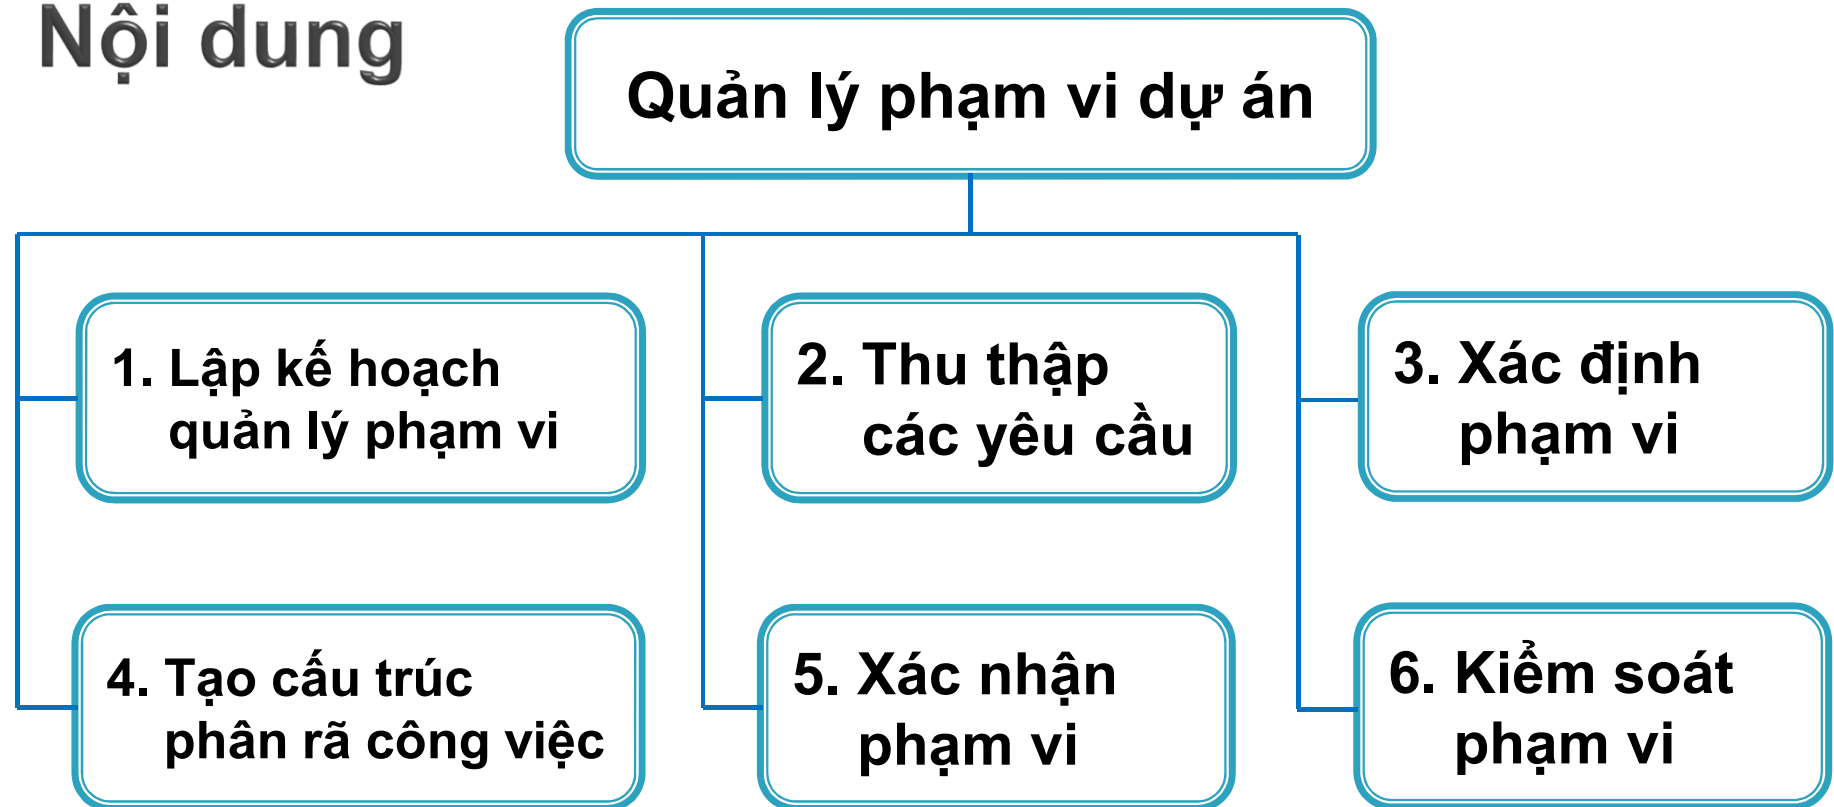 Nội dung
Quản lý phạm vi dự án
1. Lập kế hoạch
quản lý phạm vi
2. Thu thập
các yêu cầu
3. Xác định
phạm vi
4. Tạo cấu trúc
phân rã công việc
5. Xác nhận
phạm vi
6. Kiểm soát
phạm vi